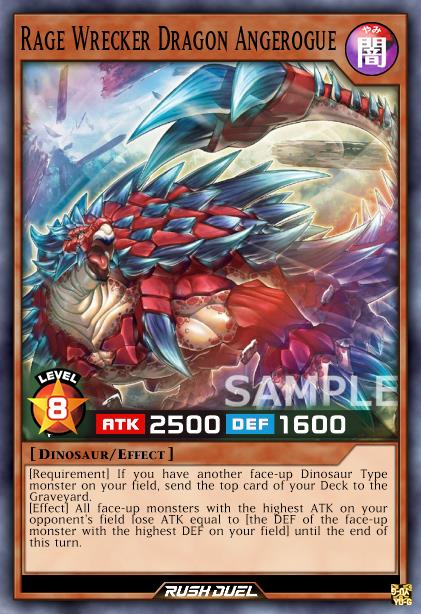 Rage Wrecker Dragon Angerogue
やみ
闇
SAMPLE
LEVEL
8
ATK 2500 DEF 1600
[Dinosaur/Effect]
[Requirement] If you have another face-up Dinosaur Type
monster on your field, send the top card of your Deck to the
Graveyard.
[Effect] All face-up monsters with the highest ATK on your
opponent's field lose ATK equal to [the DEF of the face-up
monster with the highest DEF on your field] until the end of
this turn.
RUSH DUEL